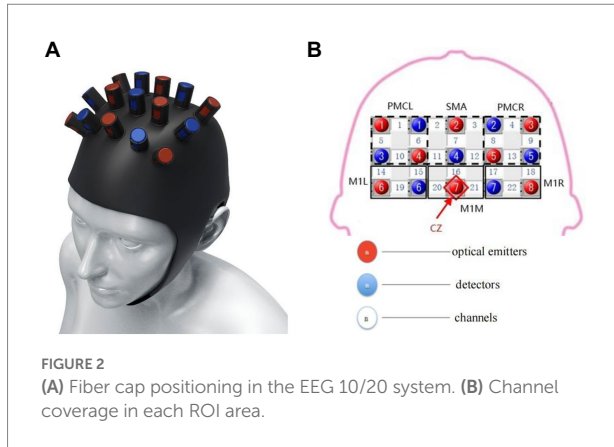 A
B
PMCL SMA PMCR
1 1 1 2 2 3 2 4 3
5 6 7 8 9
3 10 4 11 4 12 5 13 5
14 15 16 17 18
M1L 6 19 6 20 7 21 7 22 8 M1R
M1M
CZ
optical emitters
detectors
channels
FIGURE 2
(A) Fiber cap positioning in the EEG 10/20 system. (B) Channel
coverage in each ROI area.